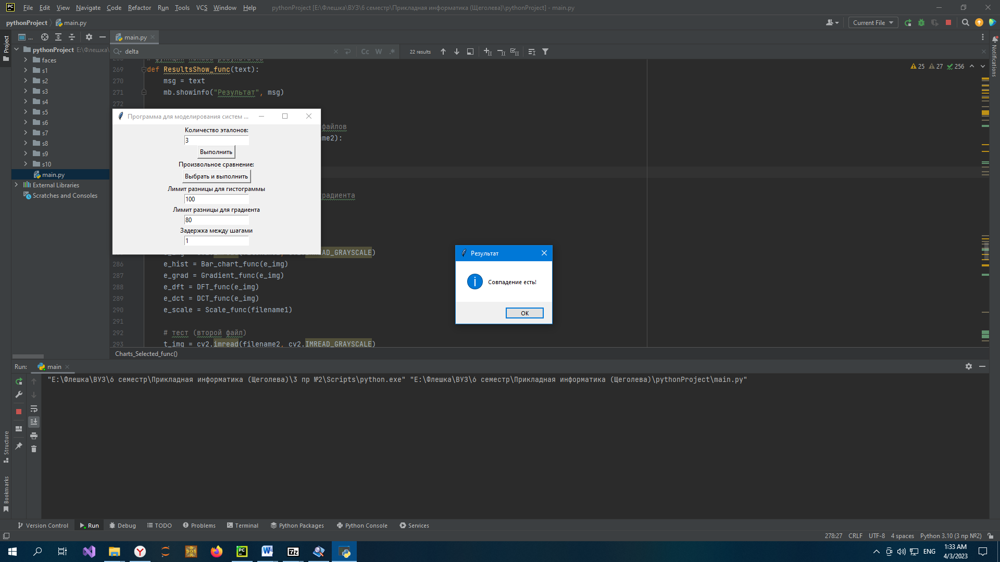 PC File Edit View Navigate Code Refactor Run Tools VCS Window Help pythonProject [E:\Флешка\ВУЗ\6 семестр\Прикладная информатика (Щеголева)\pythonProject] - main.py
pythonProject main.py Current File
Project
...
main.py
pythonProject E:\Флешка\
faces
s1
s2
s3
s4
s5
s6
s7
s8
s9
s10
main.py
External Libraries
Scratches and Consoles
delta Cc W .* 22 results
# функция показа результатов
269 def ResultsShow_func(text):
270 msg = text
271 mb.showinfo("Результат", msg)
272
файлов
me2):
радиента
AD_GRAYSCALE)
286 e_hist = Bar_chart_func(e_img)
287 e_grad = Gradient_func(e_img)
288 e_dft = DFT_func(e_img)
289 e_dct = DCT_func(e_img)
290 e_scale = Scale_func(filename1)
291
292 # тест (второй файл)
293 t_img = cv2.imread(filename2, cv2.IMREAD_GRAYSCALE)
25 27 256
Notifications
Программа для моделирования систем ...
Количество эталонов:
3
Выполнить
Произвольное сравнение:
Выбрать и выполнить
Лимит разницы для гистограммы
100
Лимит разницы для градиента
80
Задержка между шагами
1
Результат
Совпадение есть!
OK
Charts_Selected_func()
Run: main
"E:\Флешка\ВУЗ\6 семестр\Прикладная информатика (Щеголева)\3 пр №2\Scripts\python.exe" "E:\Флешка\ВУЗ\6 семестр\Прикладная информатика (Щеголева)\pythonProject\main.py"
Structure
Bookmarks
Version Control Run Debug TODO Problems Terminal Python Packages Python Console Services
278:27 CRLF UTF-8 4 spaces Python 3.10 (3 пр №2)
ENG
1:33 AM
4/3/2023